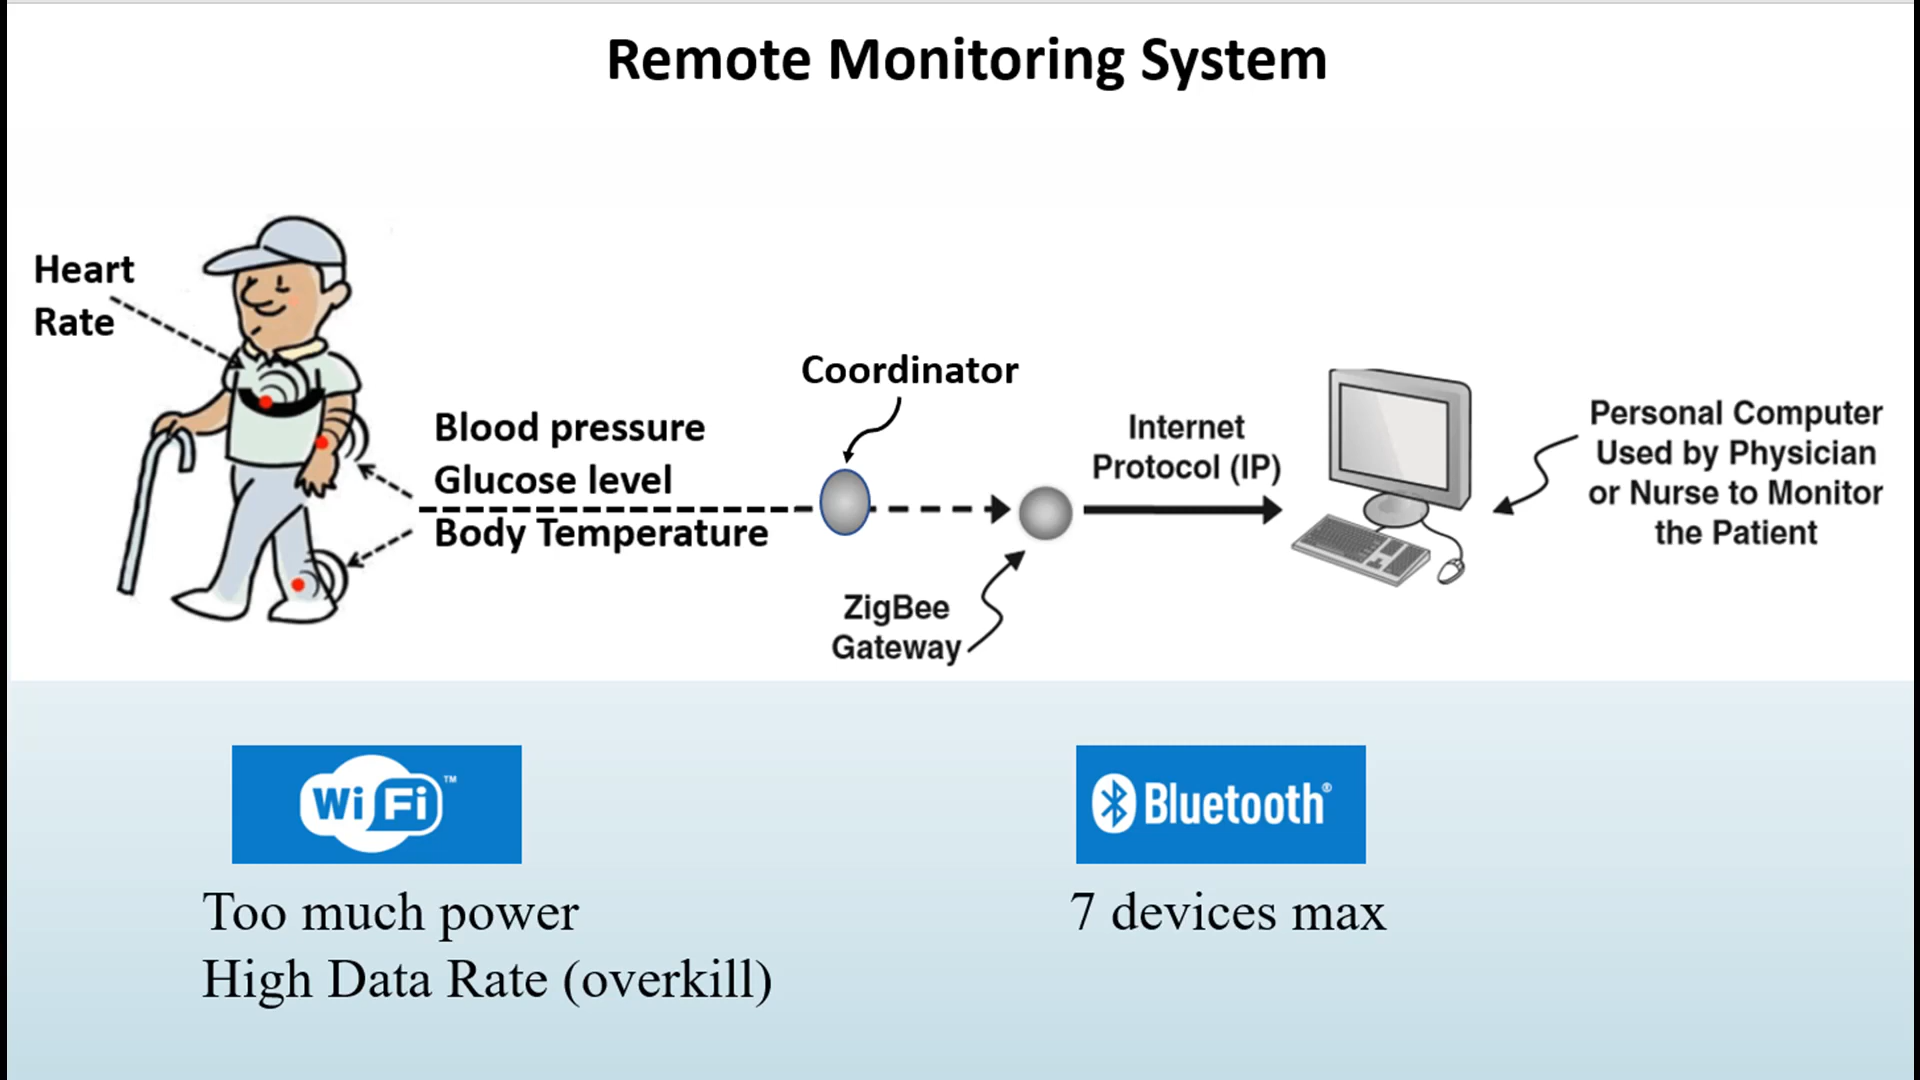 Remote Monitoring System
Heart
Rate
Blood pressure
Glucose level
Body Temperature
Coordinator
ZigBee
Gateway
Internet
Protocol (IP)
Personal Computer
Used by Physician
or Nurse to Monitor
the Patient
Wi Fi™
Too much power
High Data Rate (overkill)
Bluetooth®
7 devices max